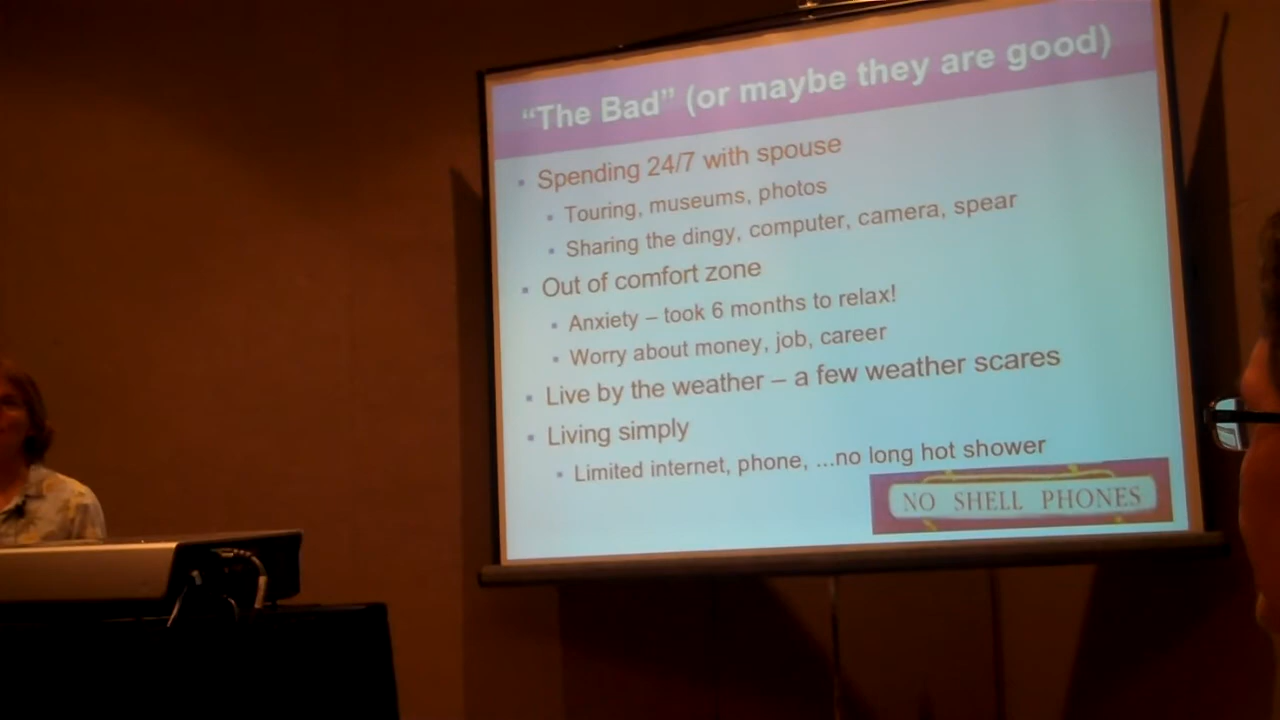 “The Bad” (or maybe they are good)
Spending 24/7 with spouse
Touring, museums, photos
Sharing the dingy, computer, camera, spear
Out of comfort zone
Anxiety – took 6 months to relax!
Worry about money, job, career
Live by the weather – a few weather scares
Living simply
Limited internet, phone, ...no long hot shower
NO SHELL PHONES